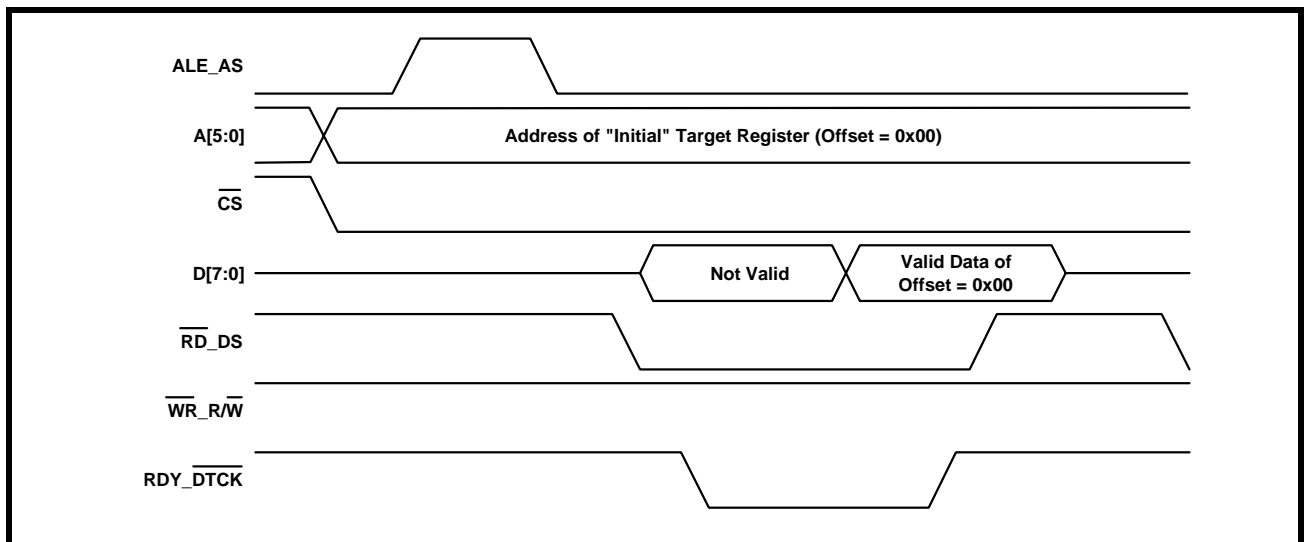 ALE_AS
A[5:0]
Address of "Initial" Target Register (Offset = 0x00)
CS
D[7:0]
Not Valid
Valid Data of
Offset = 0x00
RD_DS
WR_R/W
RDY_DTCK